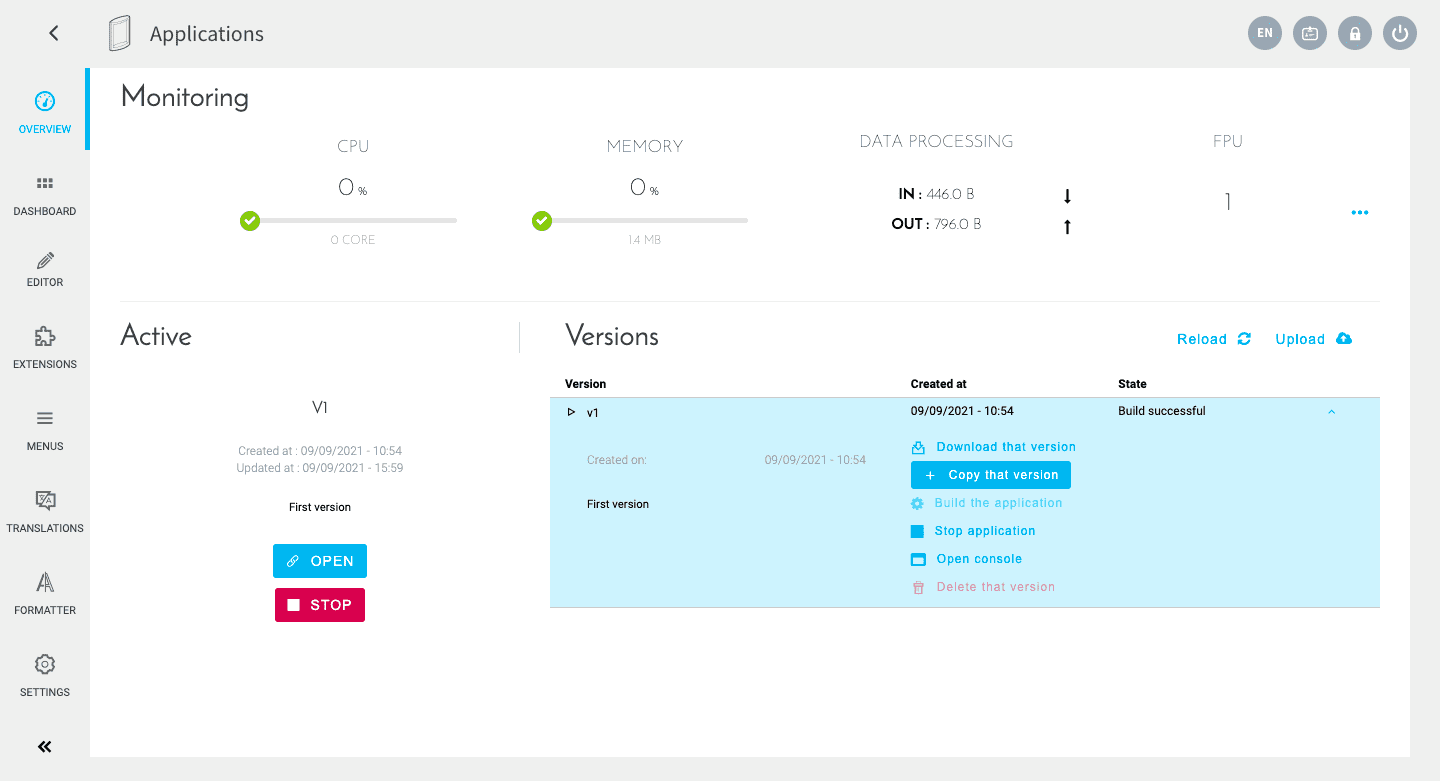 Applications
EN
OVERVIEW
DASHBOARD
EDITOR
EXTENSIONS
MENUS
TRANSLATIONS
FORMATTER
SETTINGS
Monitoring
CPU
0 %
0 CORE
MEMORY
0 %
1.4 MB
DATA PROCESSING
IN : 446.0 B
OUT : 796.0 B
FPU
1
Active
V1
Created at : 09/09/2021 - 10:54
Updated at : 09/09/2021 - 15:59
First version
OPEN
STOP
Versions
Reload
Upload
Version Created at State
v1 09/09/2021 - 10:54 Build successful
Created on: 09/09/2021 - 10:54
First version
Download that version
Copy that version
Build the application
Stop application
Open console
Delete that version